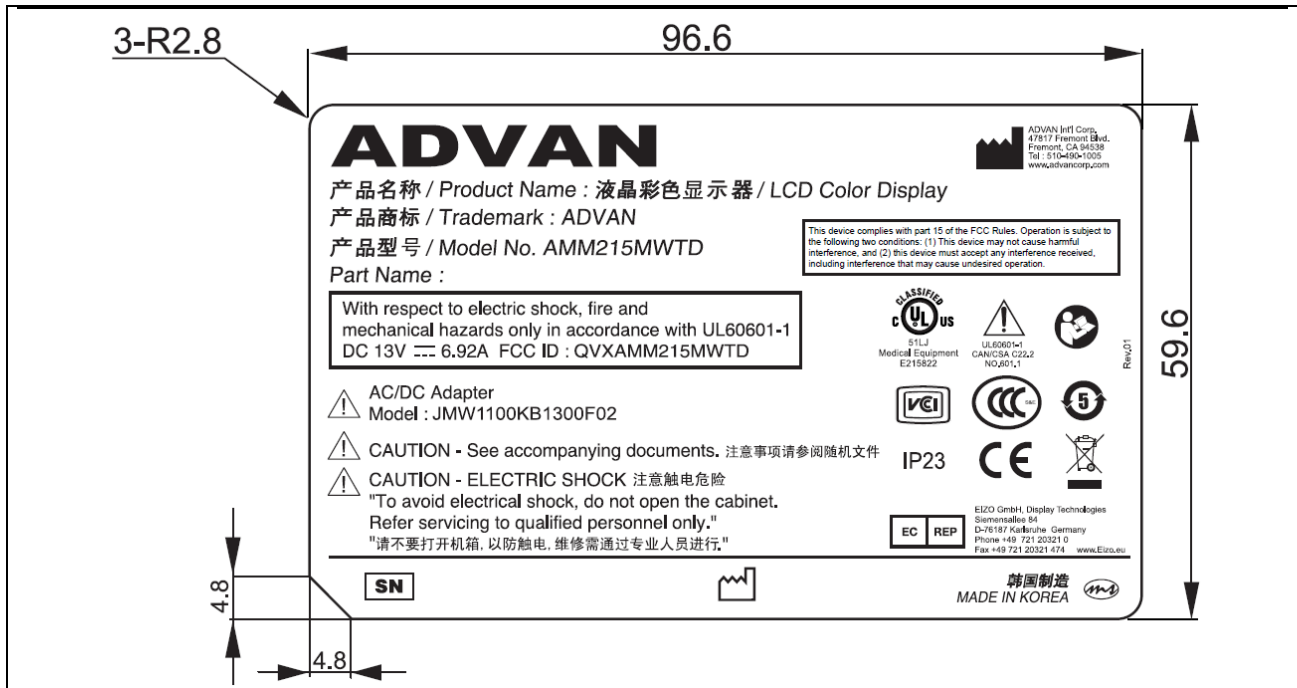 3-R2.8
96.6
ADVAN
ADVAN Int'l Corp.
47817 Fremont Blvd.
Fremont, CA 94538
Tel : 510-490-1005
www.advancorp.com
产品名称 / Product Name : 液晶彩色显示器 / LCD Color Display
产品商标 / Trademark : ADVAN
产品型号 / Model No. AMM215MWTD
Part Name :
This device complies with part 15 of the FCC Rules. Operation is subject to
the following two conditions: (1) This device may not cause harmful
interference, and (2) this device must accept any interference received,
including interference that may cause undesired operation.
With respect to electric shock, fire and
mechanical hazards only in accordance with UL60601-1
DC 13V 6.92A FCC ID : QVXAMM215MWTD
CLASSIFIED
C UL US
51LJ
Medical Equipment
E215822
UL60601-1
CAN/CSA C22.2
NO.601.1
Rev.01
59.6
AC/DC Adapter
Model : JMW1100KB1300F02
VCI
CCC S&E
5
CAUTION - See accompanying documents. 注意事项请参阅随机文件
IP23
CE
CAUTION - ELECTRIC SHOCK 注意触电危险
"To avoid electrical shock, do not open the cabinet.
Refer servicing to qualified personnel only."
"请不要打开机箱, 以防触电, 维修需通过专业人员进行."
EC REP
EIZO GmbH, Display Technologies
Siemensallee 84
D-76187 Karlsruhe Germany
Phone +49 721 20321 0
Fax +49 721 20321 474 www.Eizo.eu
4.8
SN
韩国制造
MADE IN KOREA
ms
4.8